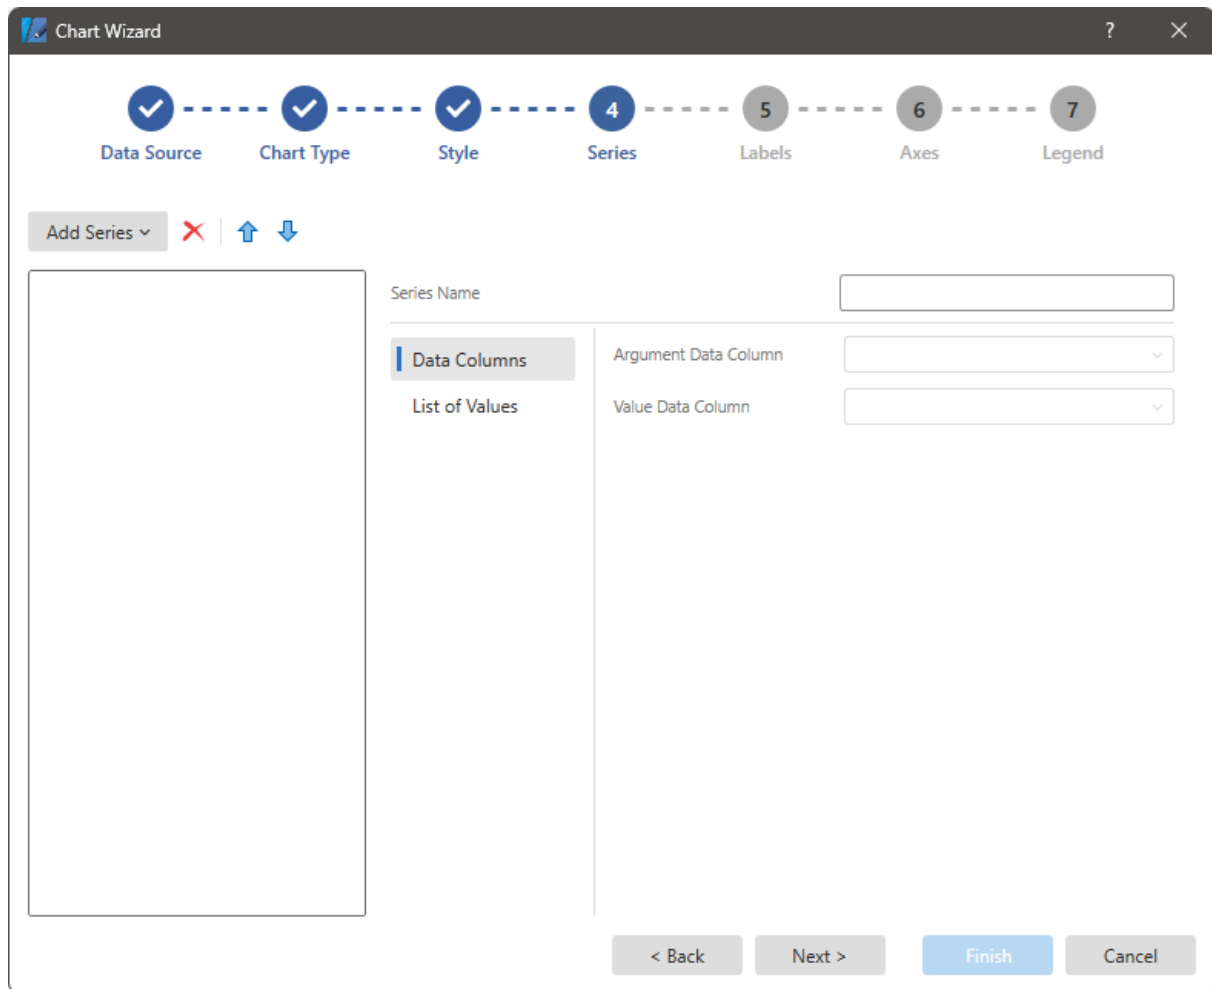 Chart Wizard ?
4 5 6 7
Data Source Chart Type Style Series Labels Axes Legend
Add Series
Series Name
Data Columns Argument Data Column
List of Values Value Data Column
< Back Next > Finish Cancel